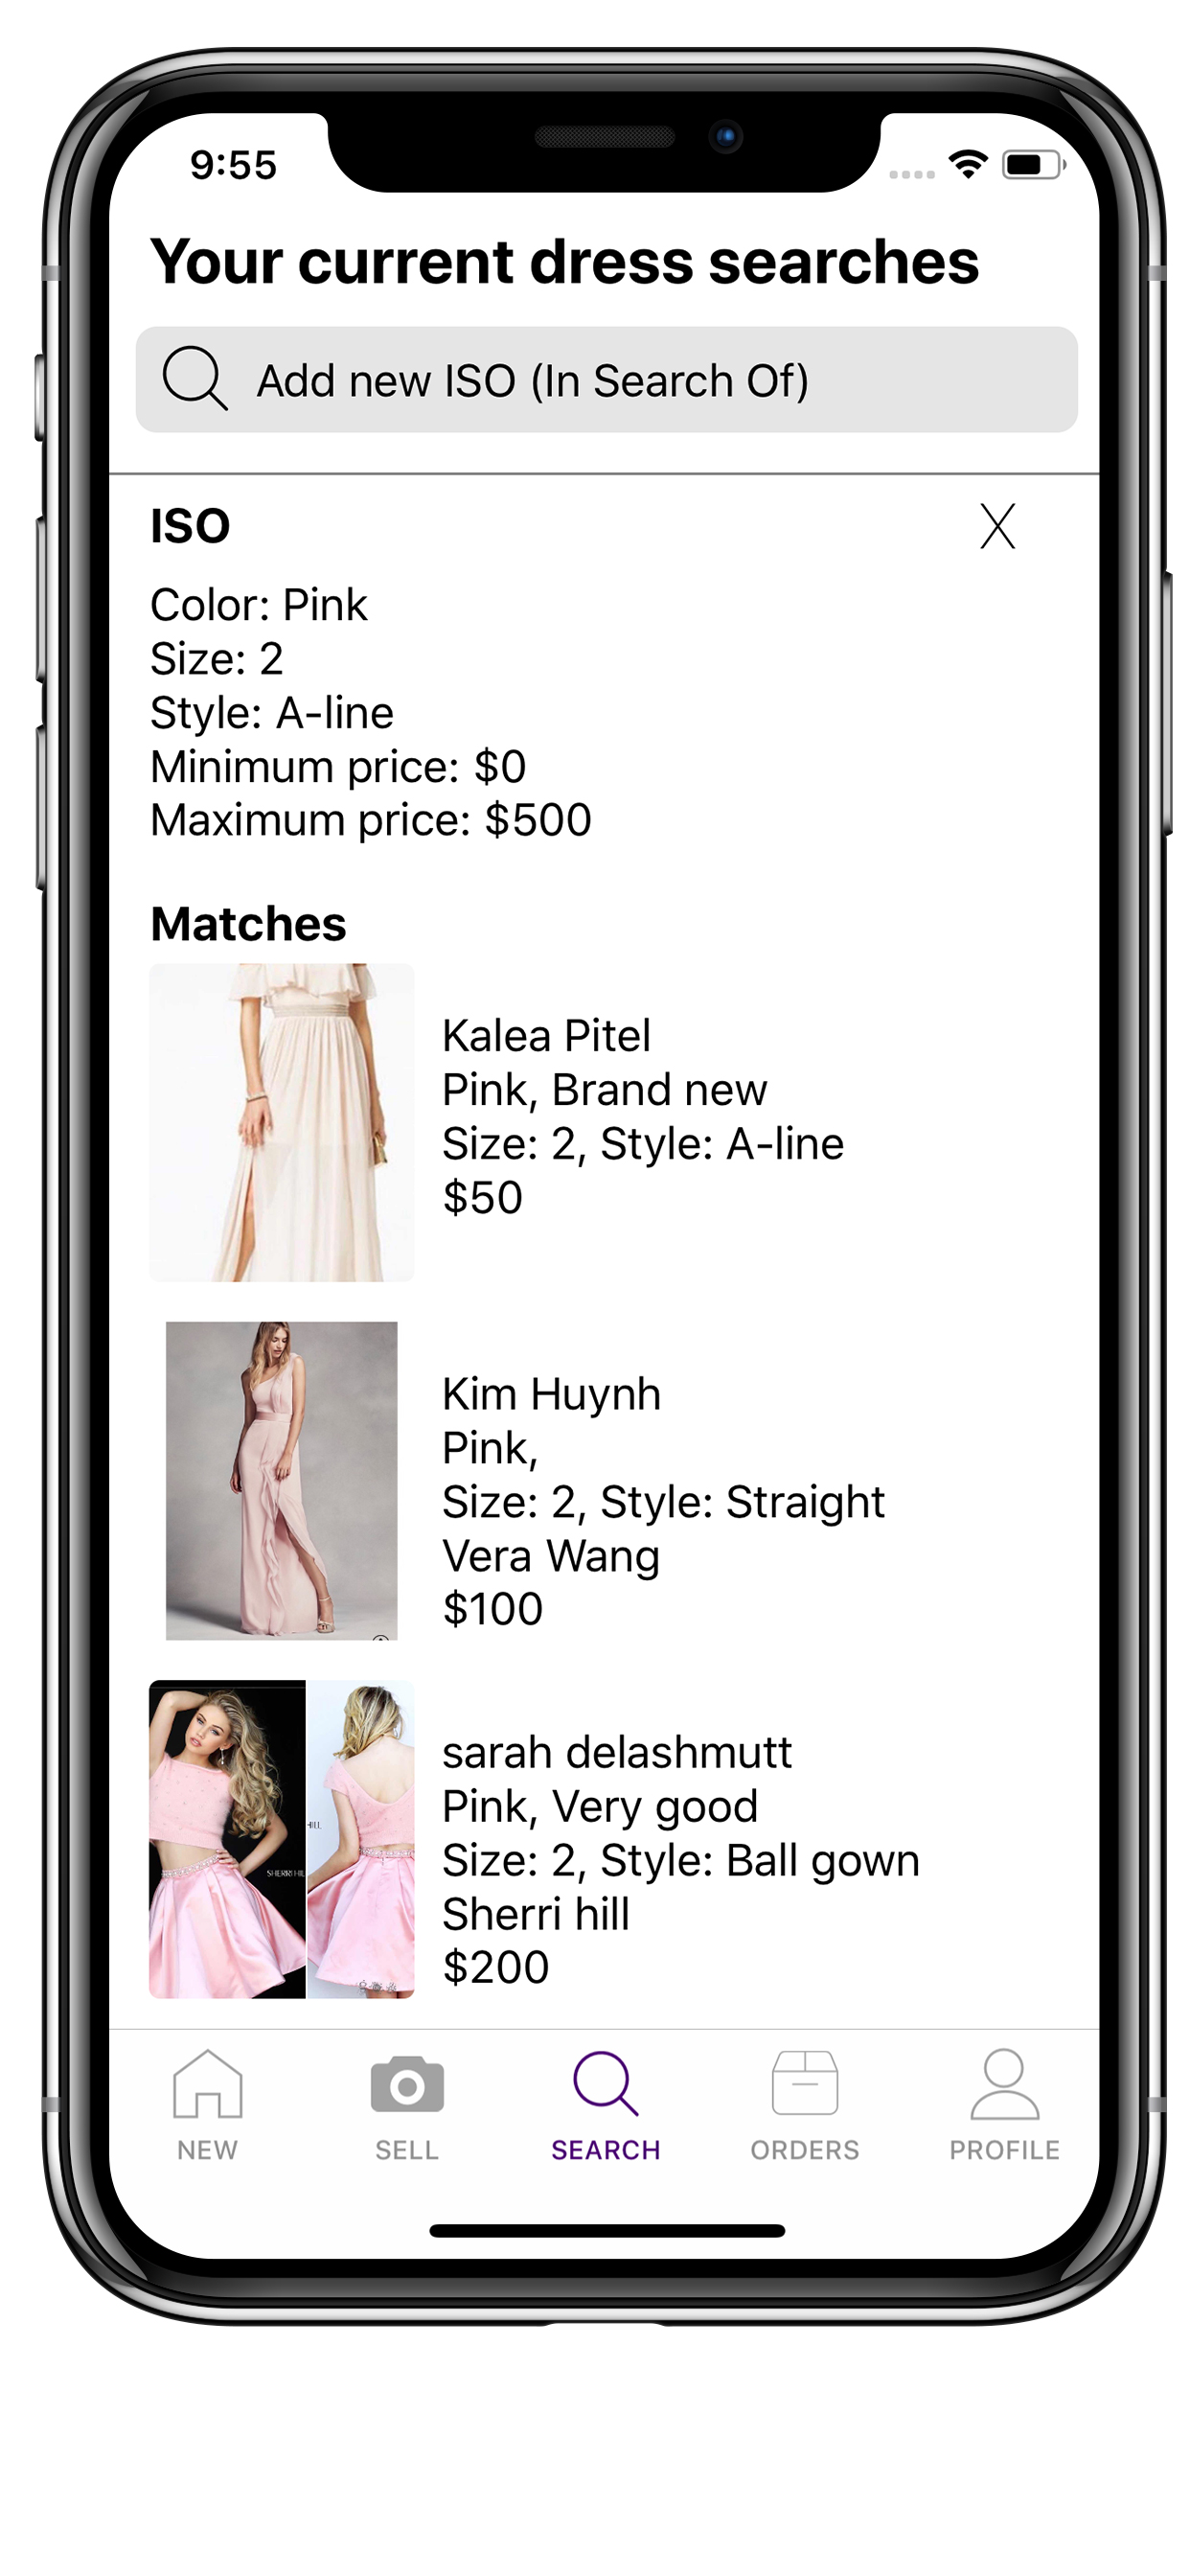 9:55
Your current dress searches
Add new ISO (In Search Of)
ISO
X
Color: Pink
Size: 2
Style: A-line
Minimum price: $0
Maximum price: $500
Matches
Kalea Pitel
Pink, Brand new
Size: 2, Style: A-line
$50
Kim Huynh
Pink,
Size: 2, Style: Straight
Vera Wang
$100
HILL
SHERRI HIL
sarah delashmutt
Pink, Very good
Size: 2, Style: Ball gown
Sherri hill
$200
NEW
SELL
SEARCH
ORDERS
PROFILE